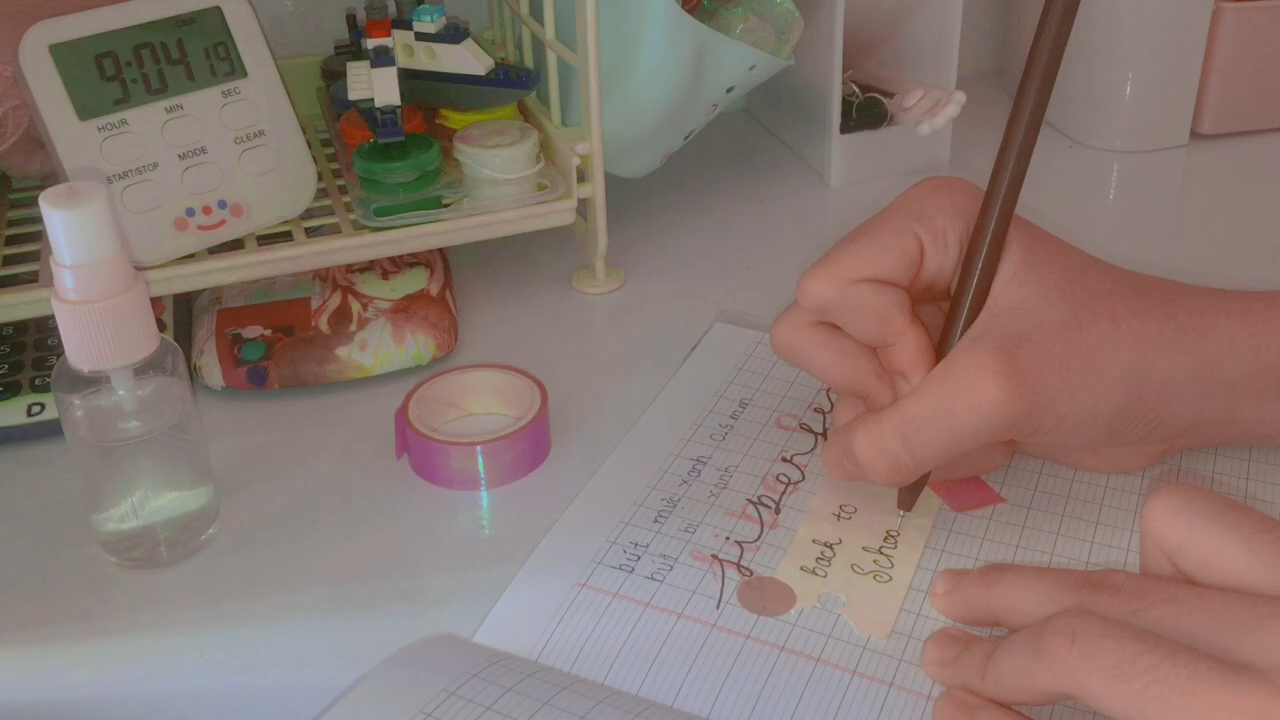 9:04 19
HOUR MIN SEC
START/STOP MODE CLEAR
D
bút mực xanh 0.5 mm
bút bi xanh
Back to
Schoo